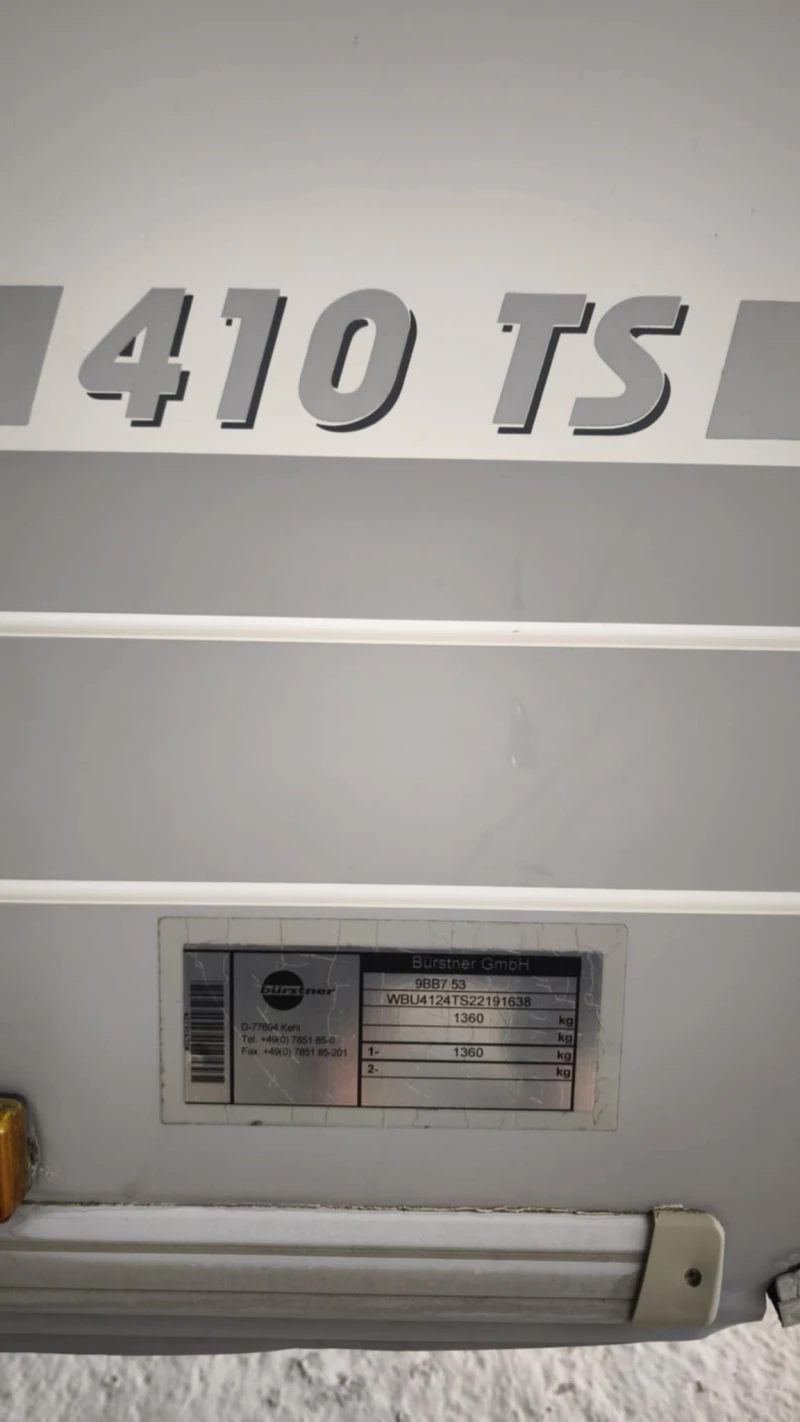 410 TS
Bürstner GmbH
9BB7 53
WBU4124TS22191638
1360 kg
kg
1- 1360 kg
2- kg
bürstner
D-77694 Kehl
Tel. +49(0) 7851 85-0
Fax. +49(0) 7851 85-201